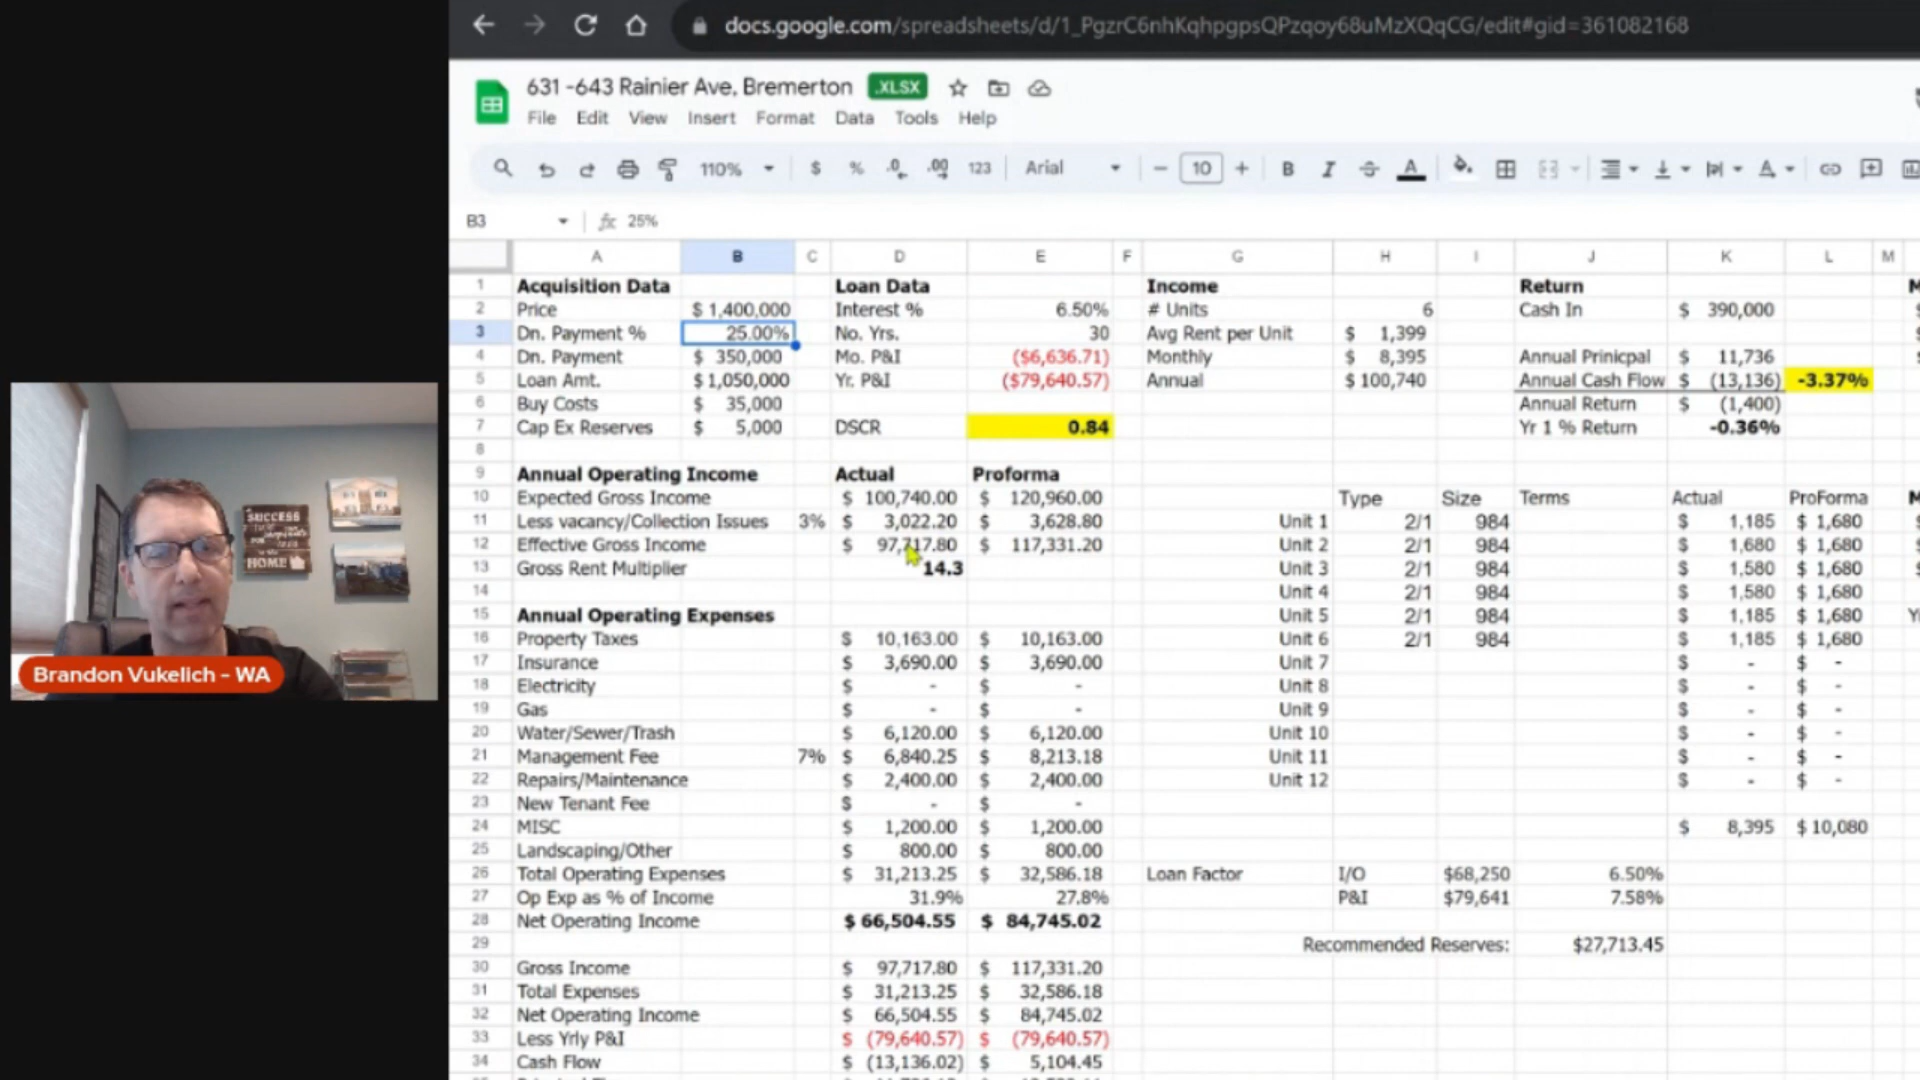 docs.google.com/spreadsheets/d/1_PgzrC6nhKqhpgpsQPzqoy68uMzXQqCG/edit#gid=361082168
631 -643 Rainier Ave, Bremerton .XLSX
File Edit View Insert Format Data Tools Help
110% $ % .0 .00 123 Arial 10 B I A
B3 fx 25%
A B C D E F G H I J K L M
1 Acquisition Data Loan Data Income Return
2 Price $ 1,400,000 Interest % 6.50% # Units 6 Cash In $ 390,000
3 Dn. Payment % 25.00% No. Yrs. 30 Avg Rent per Unit $ 1,399
4 Dn. Payment $ 350,000 Mo. P&I ($6,636.71) Monthly $ 8,395 Annual Prinicpal $ 11,736
5 Loan Amt. $ 1,050,000 Yr. P&I ($79,640.57) Annual $ 100,740 Annual Cash Flow $ (13,136) -3.37%
6 Buy Costs $ 35,000 Annual Return $ (1,400)
7 Cap Ex Reserves $ 5,000 DSCR 0.84 Yr 1 % Return -0.36%
8
9 Annual Operating Income Actual Proforma
10 Expected Gross Income $ 100,740.00 $ 120,960.00 Type Size Terms Actual ProForma
11 Less vacancy/Collection Issues 3% $ 3,022.20 $ 3,628.80 Unit 1 2/1 984 $ 1,185 $ 1,680
12 Effective Gross Income $ 97,717.80 $ 117,331.20 Unit 2 2/1 984 $ 1,680 $ 1,680
13 Gross Rent Multiplier 14.3 Unit 3 2/1 984 $ 1,580 $ 1,680
14 Unit 4 2/1 984 $ 1,580 $ 1,680
15 Annual Operating Expenses Unit 5 2/1 984 $ 1,185 $ 1,680
16 Property Taxes $ 10,163.00 $ 10,163.00 Unit 6 2/1 984 $ 1,185 $ 1,680
17 Insurance $ 3,690.00 $ 3,690.00 Unit 7 $ - $ -
18 Electricity $ - $ - Unit 8 $ - $ -
19 Gas $ - $ - Unit 9 $ - $ -
20 Water/Sewer/Trash $ 6,120.00 $ 6,120.00 Unit 10 $ - $ -
21 Management Fee 7% $ 6,840.25 $ 8,213.18 Unit 11 $ - $ -
22 Repairs/Maintenance $ 2,400.00 $ 2,400.00 Unit 12 $ - $ -
23 New Tenant Fee $ - $ -
24 MISC $ 1,200.00 $ 1,200.00 $ 8,395 $ 10,080
25 Landscaping/Other $ 800.00 $ 800.00
26 Total Operating Expenses $ 31,213.25 $ 32,586.18 Loan Factor I/O $68,250 6.50%
27 Op Exp as % of Income 31.9% 27.8% P&I $79,641 7.58%
28 Net Operating Income $ 66,504.55 $ 84,745.02
29 Recommended Reserves: $27,713.45
30 Gross Income $ 97,717.80 $ 117,331.20
31 Total Expenses $ 31,213.25 $ 32,586.18
32 Net Operating Income $ 66,504.55 $ 84,745.02
33 Less Yrly P&I $ (79,640.57) $ (79,640.57)
34 Cash Flow $ (13,136.02) $ 5,104.45
SUCCESS
HOME
Brandon Vukelich - WA